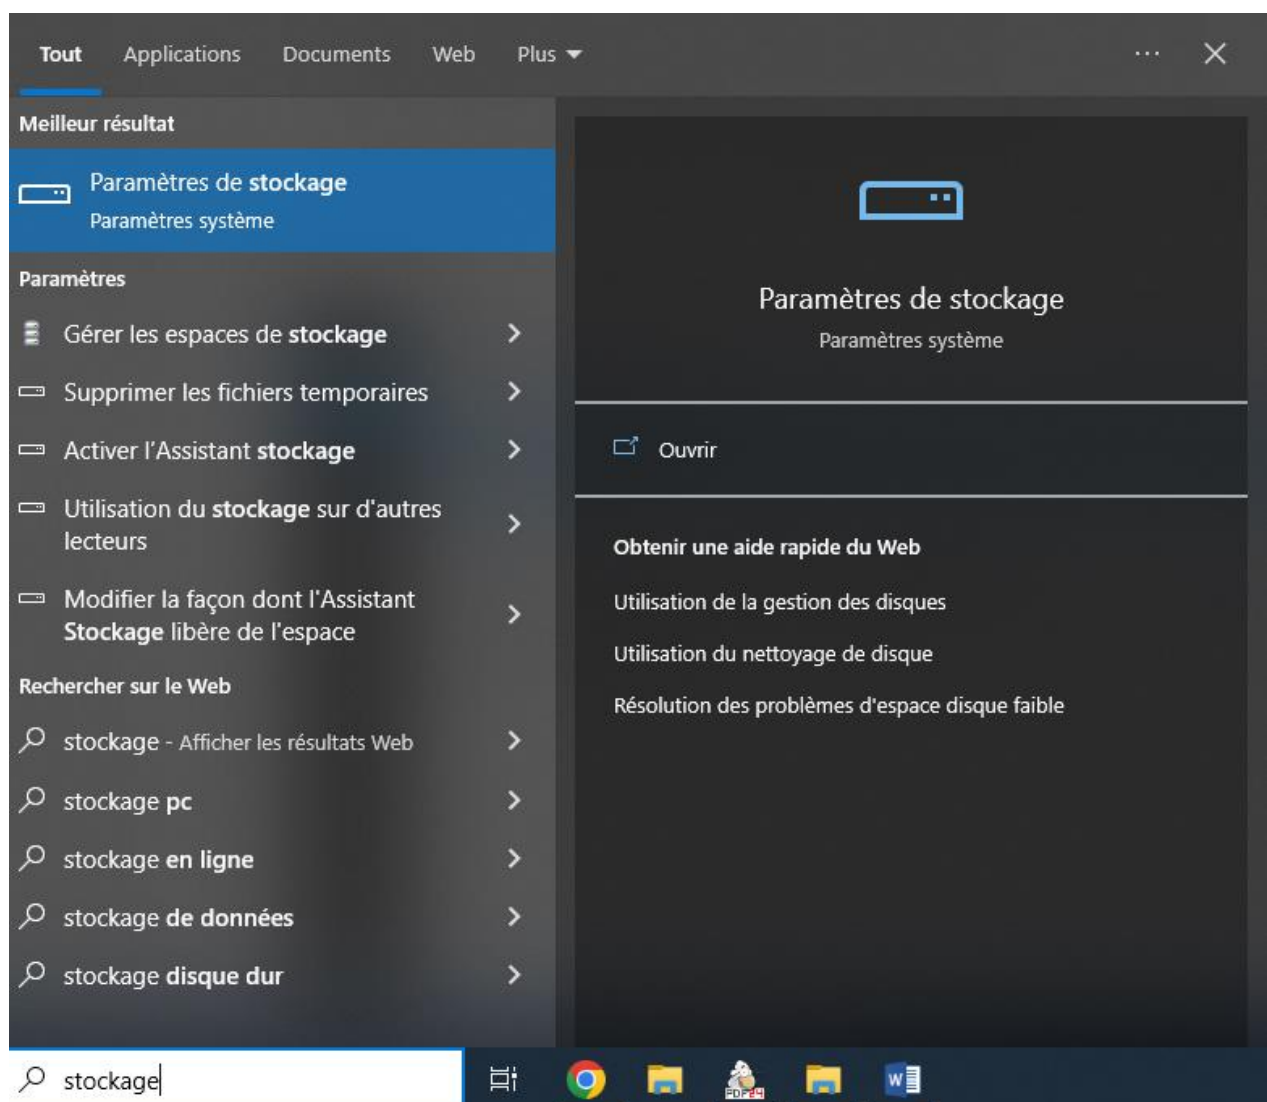 Tout Applications Documents Web Plus
Meilleur résultat
Paramètres de stockage
Paramètres système
Paramètres
Gérer les espaces de stockage
Supprimer les fichiers temporaires
Activer l'Assistant stockage
Utilisation du stockage sur d'autres
lecteurs
Modifier la façon dont l'Assistant
Stockage libère de l'espace
Rechercher sur le Web
stockage - Afficher les résultats Web
stockage pc
stockage en ligne
stockage de données
stockage disque dur
Paramètres de stockage
Paramètres système
Ouvrir
Obtenir une aide rapide du Web
Utilisation de la gestion des disques
Utilisation du nettoyage de disque
Résolution des problèmes d'espace disque faible
stockage
PDF24
W